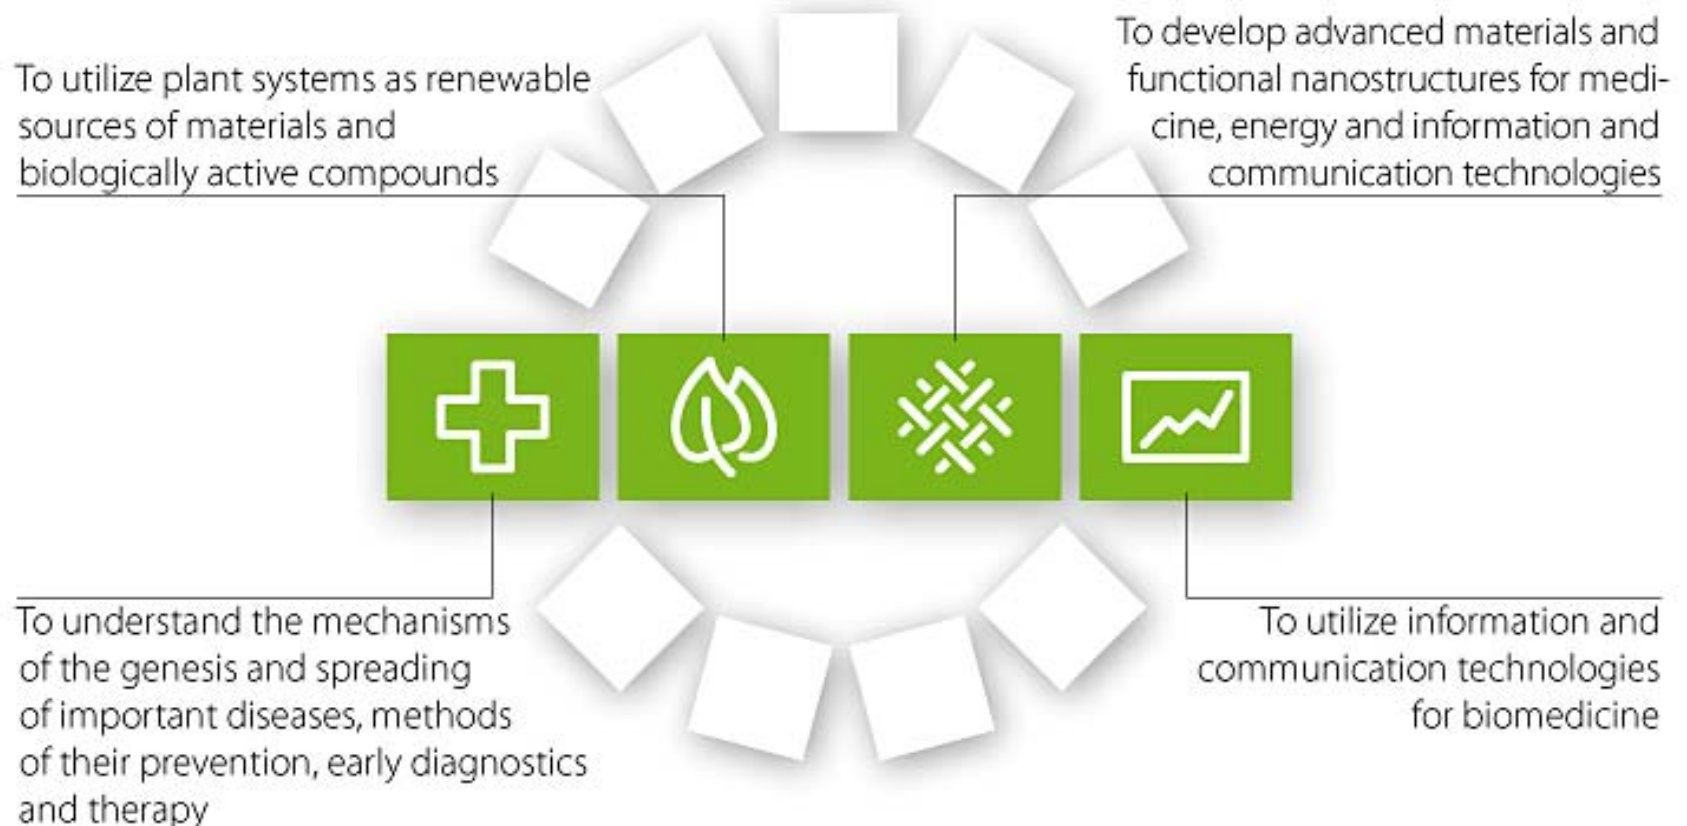 To utilize plant systems as renewable
sources of materials and
biologically active compounds
To develop advanced materials and
functional nanostructures for medi-
cine, energy and information and
communication technologies
To understand the mechanisms
of the genesis and spreading
of important diseases, methods
of their prevention, early diagnostics
and therapy
To utilize information and
communication technologies
for biomedicine